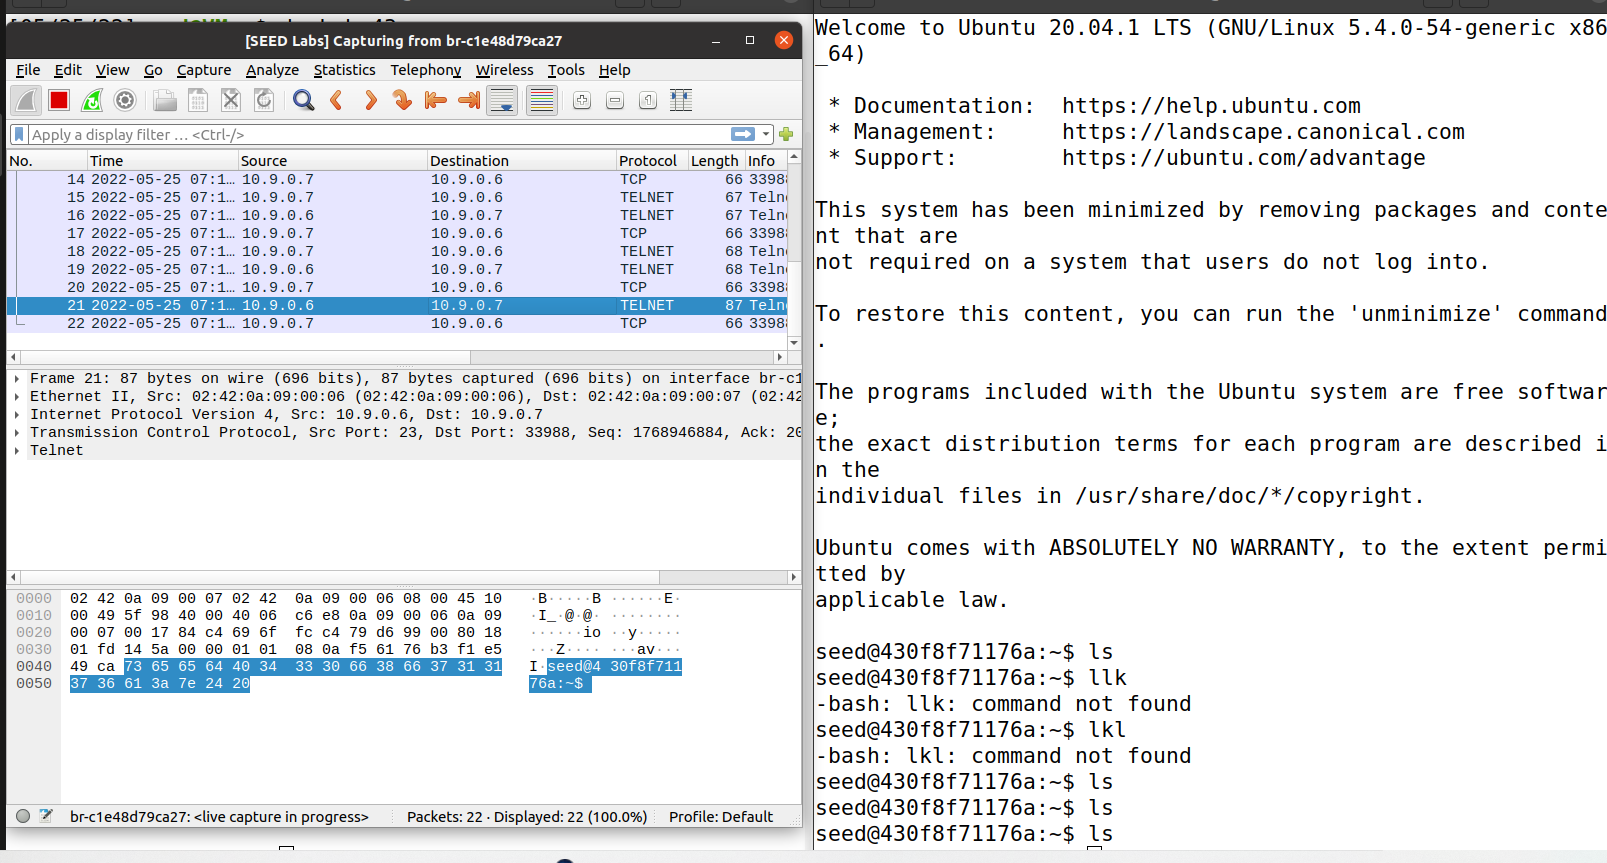 [SEED Labs] Capturing from br-c1e48d79ca27
File Edit View Go Capture Analyze Statistics Telephony Wireless Tools Help
Apply a display filter … <Ctrl-/>
No. Time Source Destination Protocol Length Info
14 2022-05-25 07:1… 10.9.0.7 10.9.0.6 TCP 66 3398
15 2022-05-25 07:1… 10.9.0.7 10.9.0.6 TELNET 67 Teln
16 2022-05-25 07:1… 10.9.0.6 10.9.0.7 TELNET 67 Teln
17 2022-05-25 07:1… 10.9.0.7 10.9.0.6 TCP 66 3398
18 2022-05-25 07:1… 10.9.0.7 10.9.0.6 TELNET 68 Teln
19 2022-05-25 07:1… 10.9.0.6 10.9.0.7 TELNET 68 Teln
20 2022-05-25 07:1… 10.9.0.7 10.9.0.6 TCP 66 3398
21 2022-05-25 07:1… 10.9.0.6 10.9.0.7 TELNET 87 Teln
22 2022-05-25 07:1… 10.9.0.7 10.9.0.6 TCP 66 3398
Frame 21: 87 bytes on wire (696 bits), 87 bytes captured (696 bits) on interface br-c1
Ethernet II, Src: 02:42:0a:09:00:06 (02:42:0a:09:00:06), Dst: 02:42:0a:09:00:07 (02:42
Internet Protocol Version 4, Src: 10.9.0.6, Dst: 10.9.0.7
Transmission Control Protocol, Src Port: 23, Dst Port: 33988, Seq: 1768946884, Ack: 20
Telnet
0000 02 42 0a 09 00 07 02 42 0a 09 00 06 08 00 45 10 ·B·····B ······E·
0010 00 49 5f 98 40 00 40 06 c6 e8 0a 09 00 06 0a 09 ·I_·@·@· ········
0020 00 07 00 17 84 c4 69 6f fc c4 79 d6 99 00 80 18 ······io ··y·····
0030 01 fd 14 5a 00 00 01 01 08 0a f5 61 76 b3 f1 e5 ···Z···· ···av···
0040 49 ca 73 65 65 64 40 34 33 30 66 38 66 37 31 31 I·seed@4 30f8f711
0050 37 36 61 3a 7e 24 20 76a:~$
br-c1e48d79ca27: <live capture in progress> Packets: 22 · Displayed: 22 (100.0%) Profile: Default
Welcome to Ubuntu 20.04.1 LTS (GNU/Linux 5.4.0-54-generic x86
_64)
* Documentation: https://help.ubuntu.com
* Management: https://landscape.canonical.com
* Support: https://ubuntu.com/advantage
This system has been minimized by removing packages and conte
nt that are
not required on a system that users do not log into.
To restore this content, you can run the 'unminimize' command
.
The programs included with the Ubuntu system are free softwar
e;
the exact distribution terms for each program are described i
n the
individual files in /usr/share/doc/*/copyright.
Ubuntu comes with ABSOLUTELY NO WARRANTY, to the extent permi
tted by
applicable law.
seed@430f8f71176a:~$ ls
seed@430f8f71176a:~$ llk
-bash: llk: command not found
seed@430f8f71176a:~$ lkl
-bash: lkl: command not found
seed@430f8f71176a:~$ ls
seed@430f8f71176a:~$ ls
seed@430f8f71176a:~$ ls